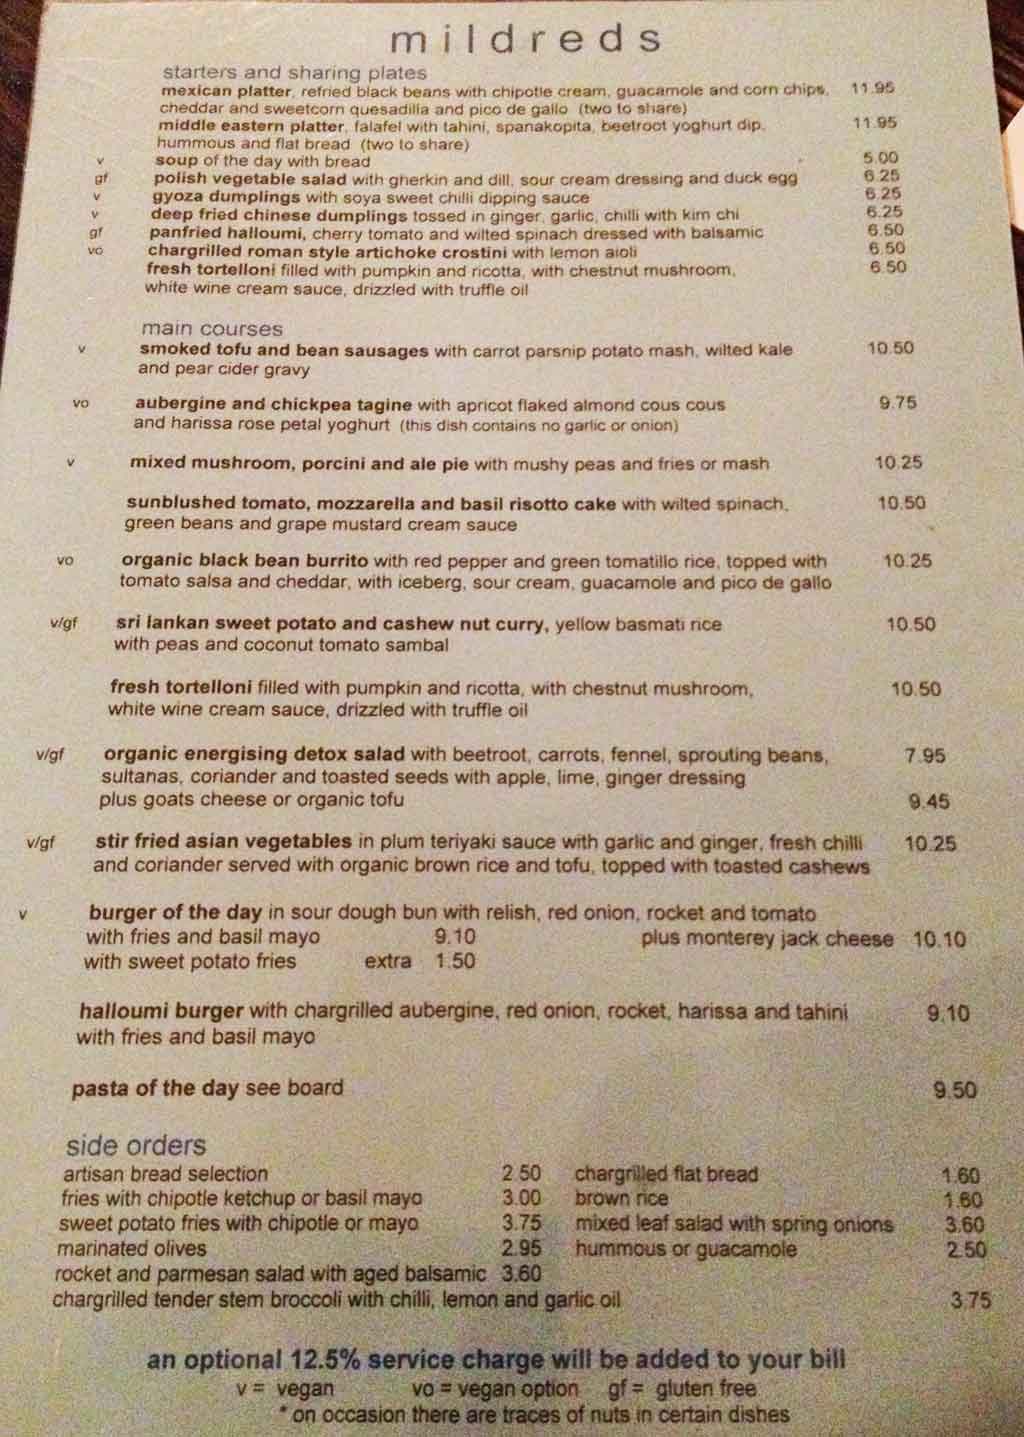 mildreds
starters and sharing plates
mexican platter, refried black beans with chipotle cream, guacamole and corn chips, 11.95
cheddar and sweetcorn quesadilla and pico de gallo (two to share)
middle eastern platter, falafel with tahini, spanakopita, beetroot yoghurt dip, 11.95
hummous and flat bread (two to share)
v soup of the day with bread 5.00
gf polish vegetable salad with gherkin and dill, sour cream dressing and duck egg 6.25
v gyoza dumplings with soya sweet chilli dipping sauce 6.25
v deep fried chinese dumplings tossed in ginger, garlic, chilli with kim chi 6.25
gf panfried halloumi, cherry tomato and wilted spinach dressed with balsamic 6.50
vo chargrilled roman style artichoke crostini with lemon aioli 6.50
fresh tortelloni filled with pumpkin and ricotta, with chestnut mushroom, 6.50
white wine cream sauce, drizzled with truffle oil
main courses
v smoked tofu and bean sausages with carrot parsnip potato mash, wilted kale 10.50
and pear cider gravy
vo aubergine and chickpea tagine with apricot flaked almond cous cous 9.75
and harissa rose petal yoghurt (this dish contains no garlic or onion)
v mixed mushroom, porcini and ale pie with mushy peas and fries or mash 10.25
sunblushed tomato, mozzarella and basil risotto cake with wilted spinach, 10.50
green beans and grape mustard cream sauce
vo organic black bean burrito with red pepper and green tomatillo rice, topped with 10.25
tomato salsa and cheddar, with iceberg, sour cream, guacamole and pico de gallo
v/gf sri lankan sweet potato and cashew nut curry, yellow basmati rice 10.50
with peas and coconut tomato sambal
fresh tortelloni filled with pumpkin and ricotta, with chestnut mushroom, 10.50
white wine cream sauce, drizzled with truffle oil
v/gf organic energising detox salad with beetroot, carrots, fennel, sprouting beans, 7.95
sultanas, coriander and toasted seeds with apple, lime, ginger dressing
plus goats cheese or organic tofu 9.45
v/gf stir fried asian vegetables in plum teriyaki sauce with garlic and ginger, fresh chilli 10.25
and coriander served with organic brown rice and tofu, topped with toasted cashews
v burger of the day in sour dough bun with relish, red onion, rocket and tomato
with fries and basil mayo 9.10 plus monterey jack cheese 10.10
with sweet potato fries extra 1.50
halloumi burger with chargrilled aubergine, red onion, rocket, harissa and tahini 9.10
with fries and basil mayo
pasta of the day see board 9.50
side orders
artisan bread selection 2.50 chargrilled flat bread 1.60
fries with chipotle ketchup or basil mayo 3.00 brown rice 1.60
sweet potato fries with chipotle or mayo 3.75 mixed leaf salad with spring onions 3.60
marinated olives 2.95 hummous or guacamole 2.50
rocket and parmesan salad with aged balsamic 3.60
chargrilled tender stem broccoli with chilli, lemon and garlic oil 3.75
an optional 12.5% service charge will be added to your bill
v = vegan vo = vegan option gf = gluten free
* on occasion there are traces of nuts in certain dishes